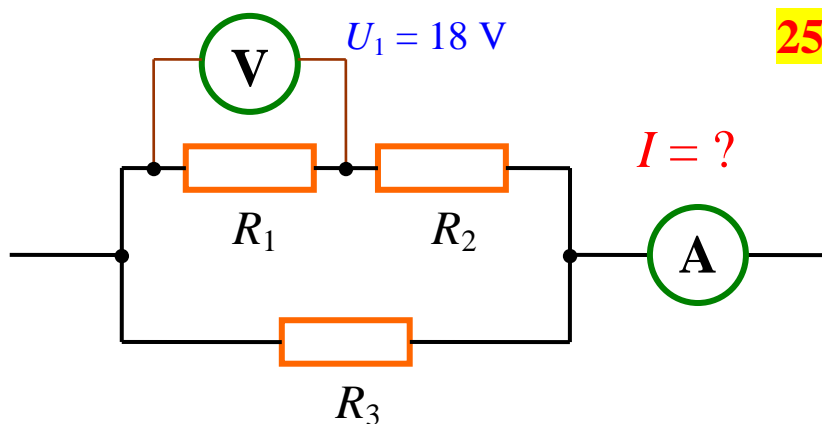 U₁ = 18 V
25
V
I = ?
R₁
R₂
A
R₃